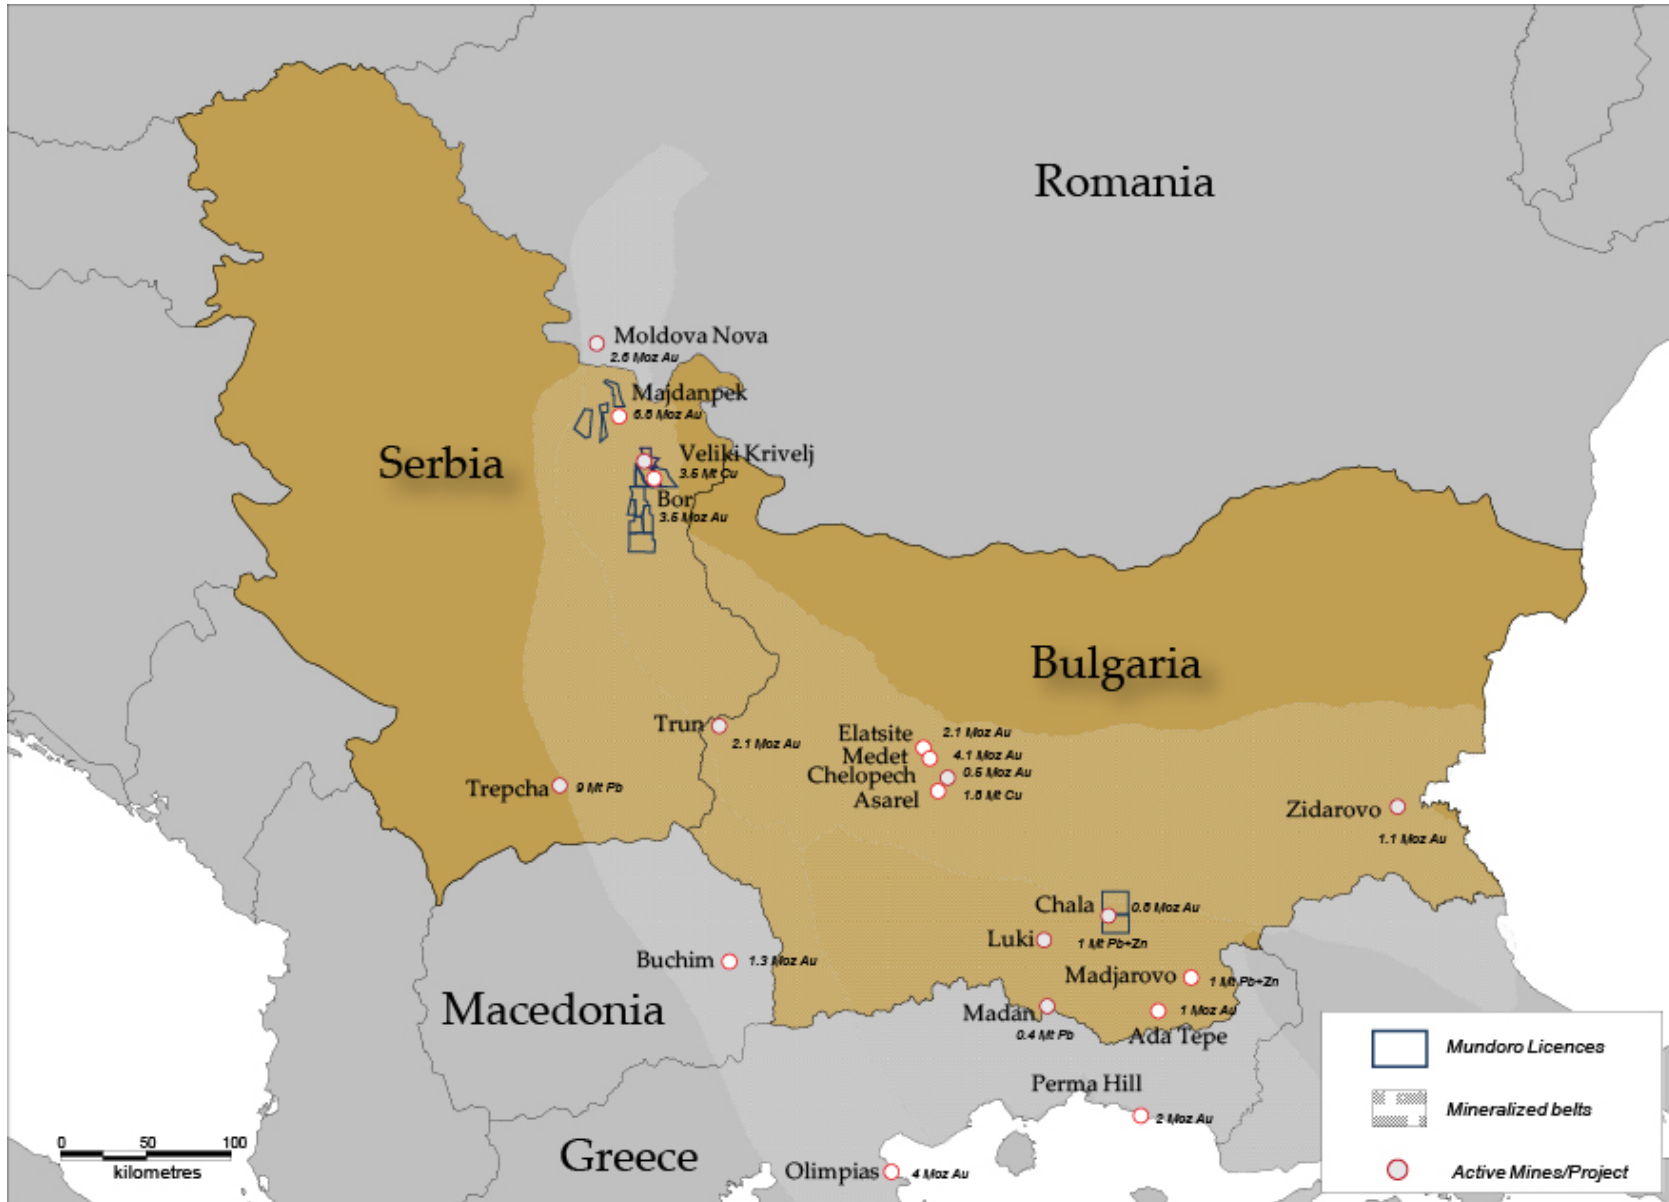 Romania
Moldova Nova
2.6 Moz Au
Majdanpek
6.8 Moz Au
Serbia
Veliki Krivelj
3.5 Mt Cu
Bor
3.5 Moz Au
Bulgaria
Trun
2.1 Moz Au
Elatsite
2.1 Moz Au
Medet
4.1 Moz Au
Chelopech
0.5 Moz Au
Asarel
1.8 Mt Cu
Trepcha
9 Mt Pb
Zidarovo
1.1 Moz Au
Chala
0.8 Moz Au
Luki
1 Mt Pb+Zn
Buchim
1.3 Moz Au
Madjarovo
1 Mt Pb+Zn
Macedonia
Madan
0.4 Mt Pb
1 Moz Au
Ada Tepe
Perma Hill
2 Moz Au
Greece
Olimpias
4 Moz Au
0 50 100
kilometres
Mundoro Licences
Mineralized belts
Active Mines/Project